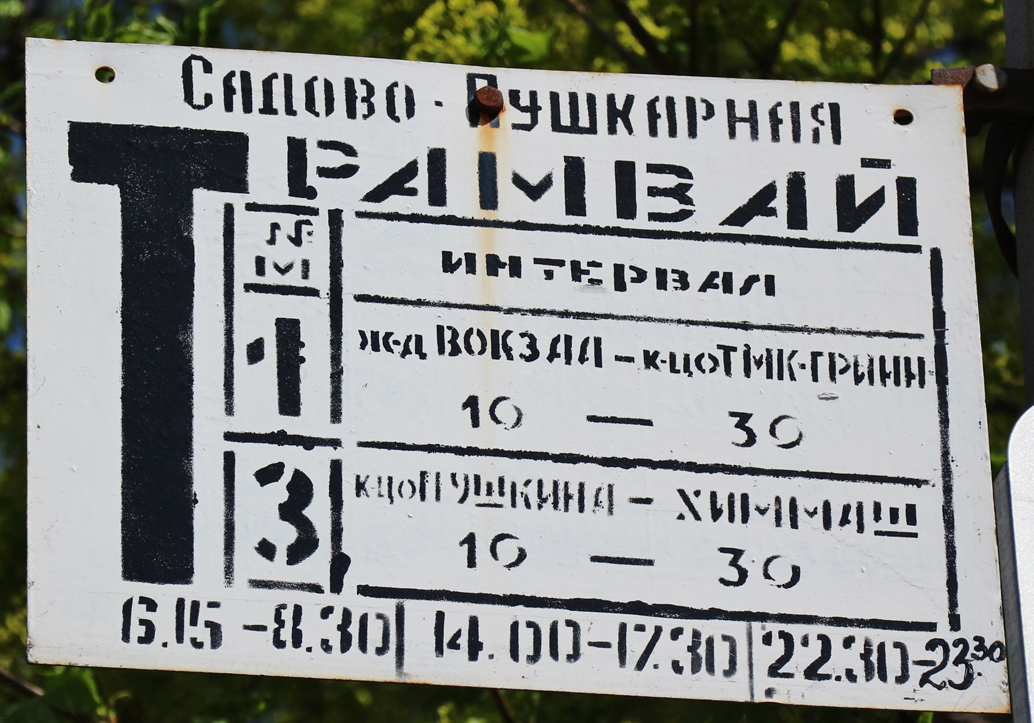 САДОВО-ПУШКАРНАЯ
ТРАМВАЙ
№ М ИНТЕРВАЛ
1 ж-д ВОКЗАЛ – к-цо ТМК-ГРИНН
10 — 30
3 к-цо ПУШКИНА – ХИММАШ
10 — 30
6.15-8.30 14.00-17.30 22.30-23 30